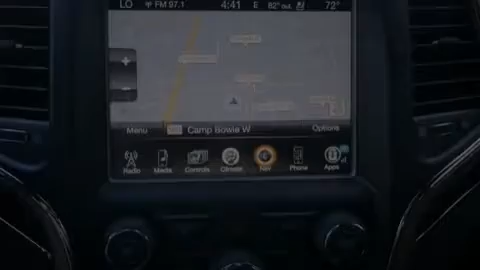 LO FM 97.1 4:41 E 82° out 72°
+
-
Menu Camp Bowie W Options
Radio Media Controls Climate Nav Phone Apps